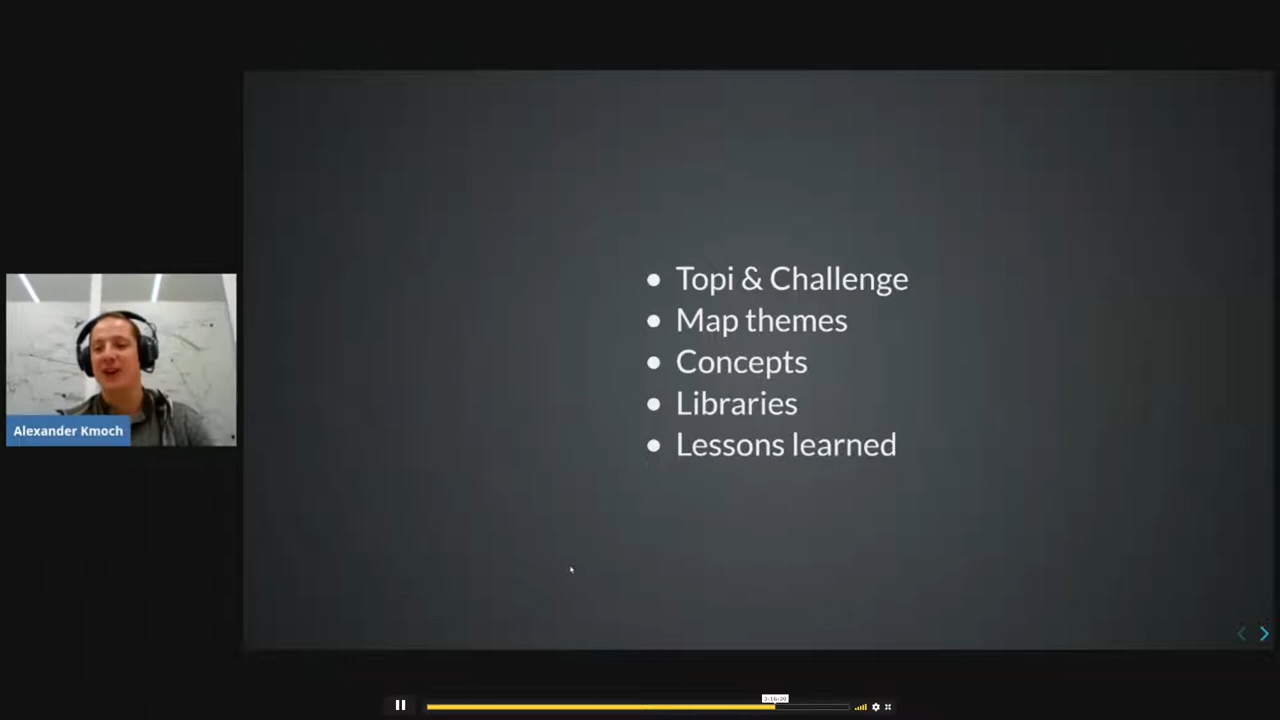 Topi & Challenge
Map themes
Concepts
Libraries
Lessons learned
Alexander Kmoch